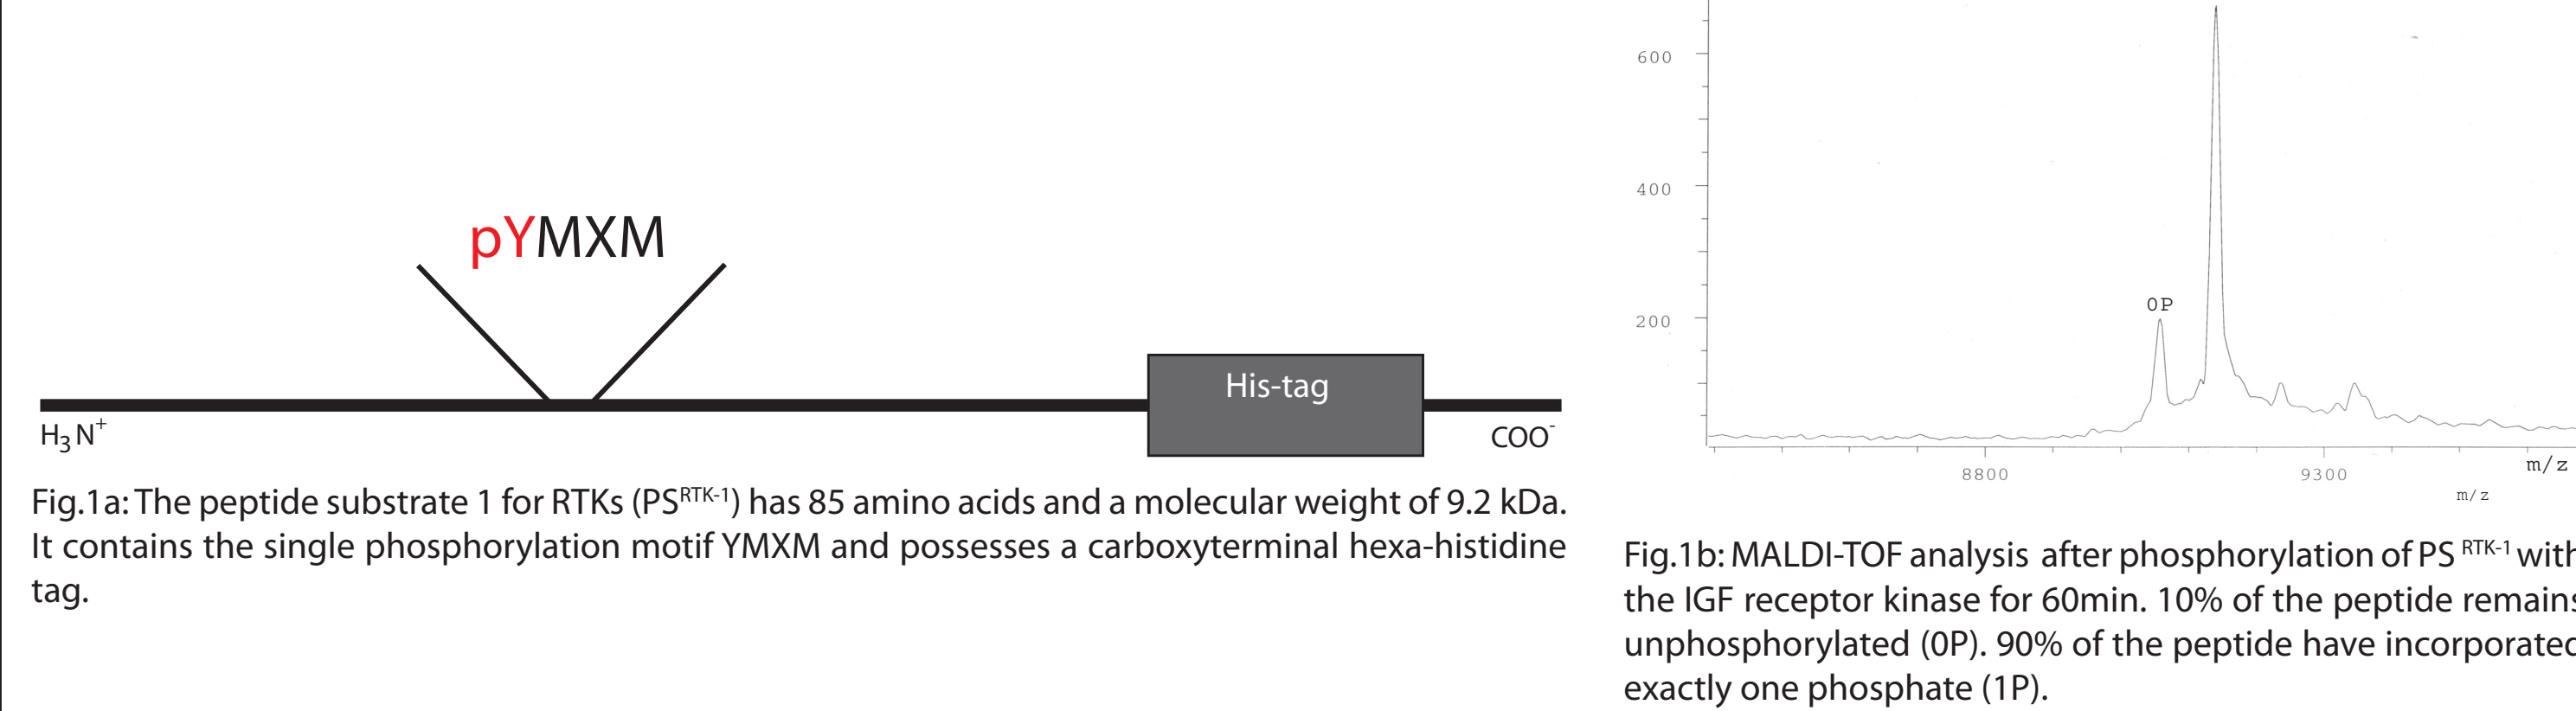 pYMXM
His-tag
H3N+
COO-
Fig.1a: The peptide substrate 1 for RTKs (PSRTK-1) has 85 amino acids and a molecular weight of 9.2 kDa.
It contains the single phosphorylation motif YMXM and possesses a carboxyterminal hexa-histidine
tag.
600
400
200
0P
8800
9300
m/z
m/z
Fig.1b: MALDI-TOF analysis after phosphorylation of PS RTK-1 with
the IGF receptor kinase for 60min. 10% of the peptide remains
unphosphorylated (0P). 90% of the peptide have incorporated
exactly one phosphate (1P).